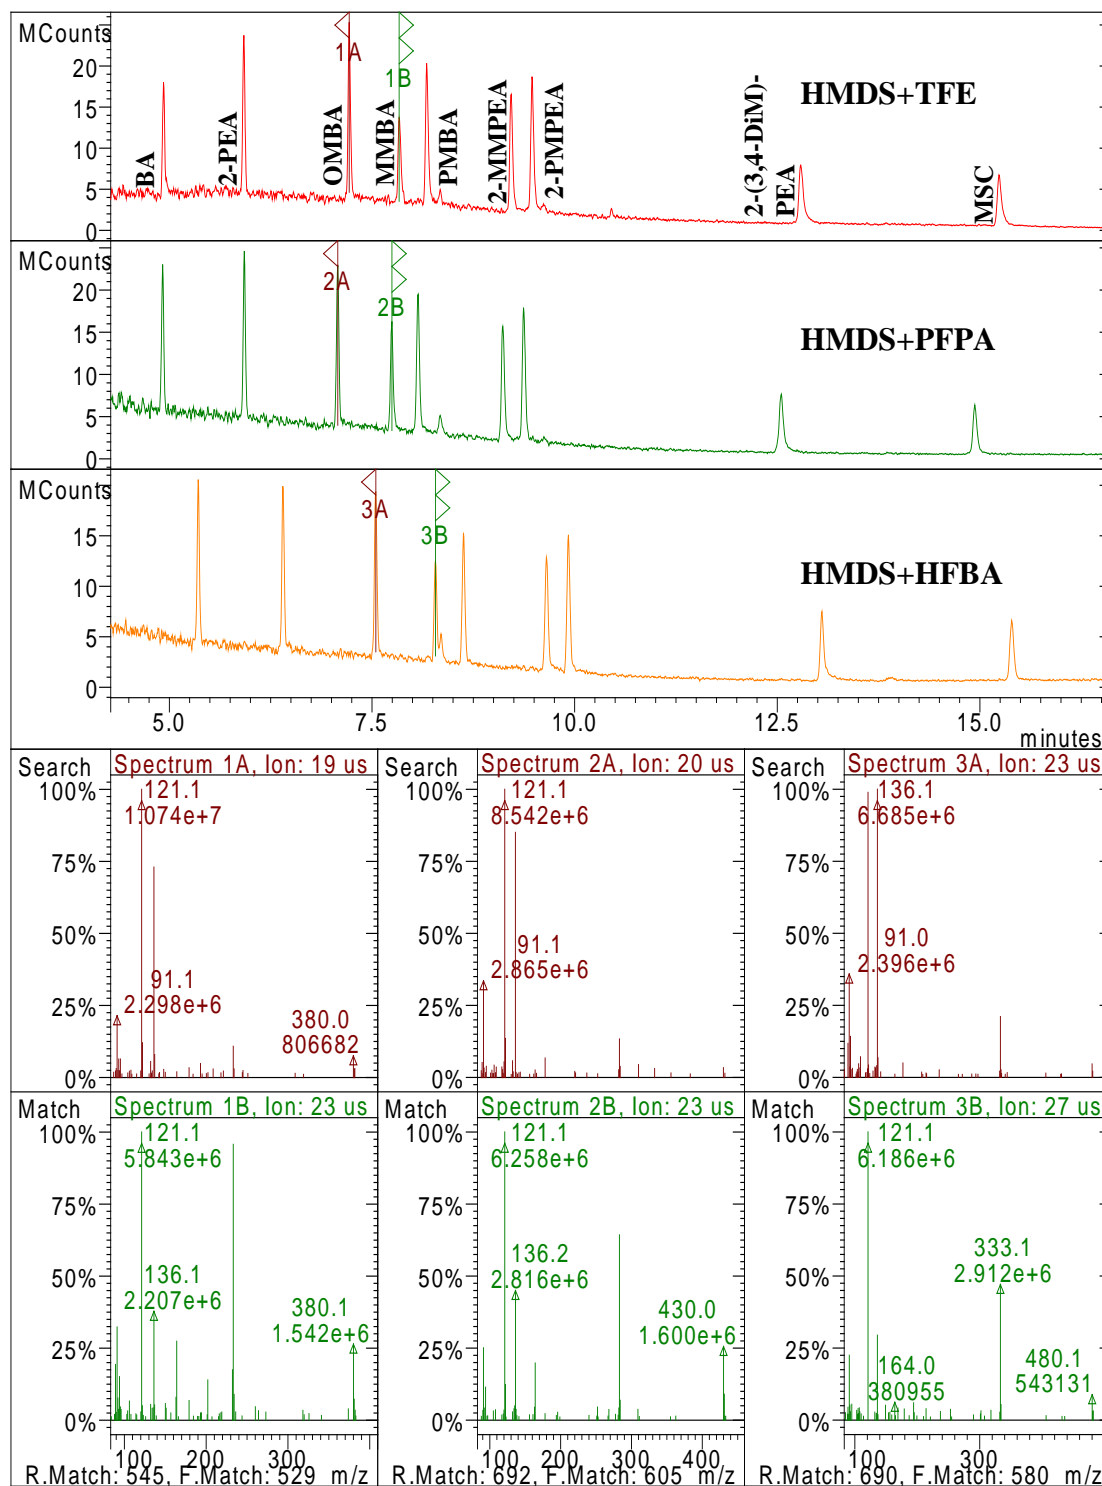 MCounts
20
15
10
5
0
1A
1B
BA
2-PEA
OMBA
MMBA
PMBA
2-MMPEA
2-PMPEA
2-(3,4-DiM)-
PEA
MSC
HMDS+TFE
MCounts
20
15
10
5
0
2A
2B
HMDS+PFPA
MCounts
15
10
5
0
3A
3B
HMDS+HFBA
5.0 7.5 10.0 12.5 15.0
minutes
Search Spectrum 1A, Ion: 19 us
100%
75%
50%
25%
0%
121.1
1.074e+7
91.1
2.298e+6
380.0
806682
Search Spectrum 2A, Ion: 20 us
100%
75%
50%
25%
0%
121.1
8.542e+6
91.1
2.865e+6
Search Spectrum 3A, Ion: 23 us
100%
75%
50%
25%
0%
136.1
6.685e+6
91.0
2.396e+6
Match Spectrum 1B, Ion: 23 us
100%
75%
50%
25%
0%
121.1
5.843e+6
136.1
2.207e+6
380.1
1.542e+6
100 200 300
R.Match: 545, F.Match: 529 m/z
Match Spectrum 2B, Ion: 23 us
100%
75%
50%
25%
0%
121.1
6.258e+6
136.2
2.816e+6
430.0
1.600e+6
100 200 300 400
R.Match: 692, F.Match: 605 m/z
Match Spectrum 3B, Ion: 27 us
100%
75%
50%
25%
0%
121.1
6.186e+6
333.1
2.912e+6
164.0
380955
480.1
543131
100 300
R.Match: 690, F.Match: 580 m/z